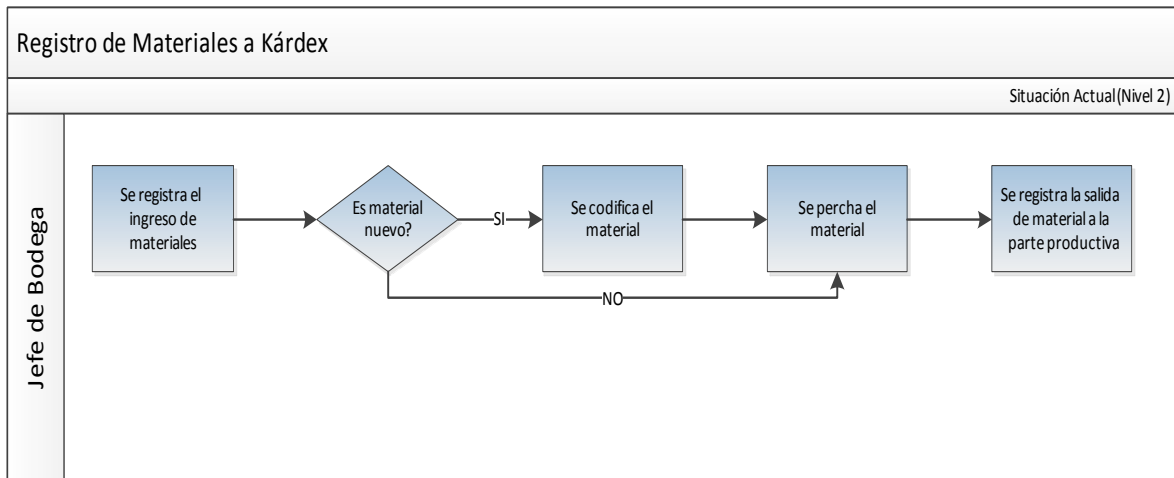 Registro de Materiales a Kárdex
Situación Actual(Nivel 2)
Jefe de Bodega
Se registra el
ingreso de
materiales
Es material
nuevo?
SI
Se codifica el
material
Se percha el
material
Se registra la salida
de material a la
parte productiva
NO